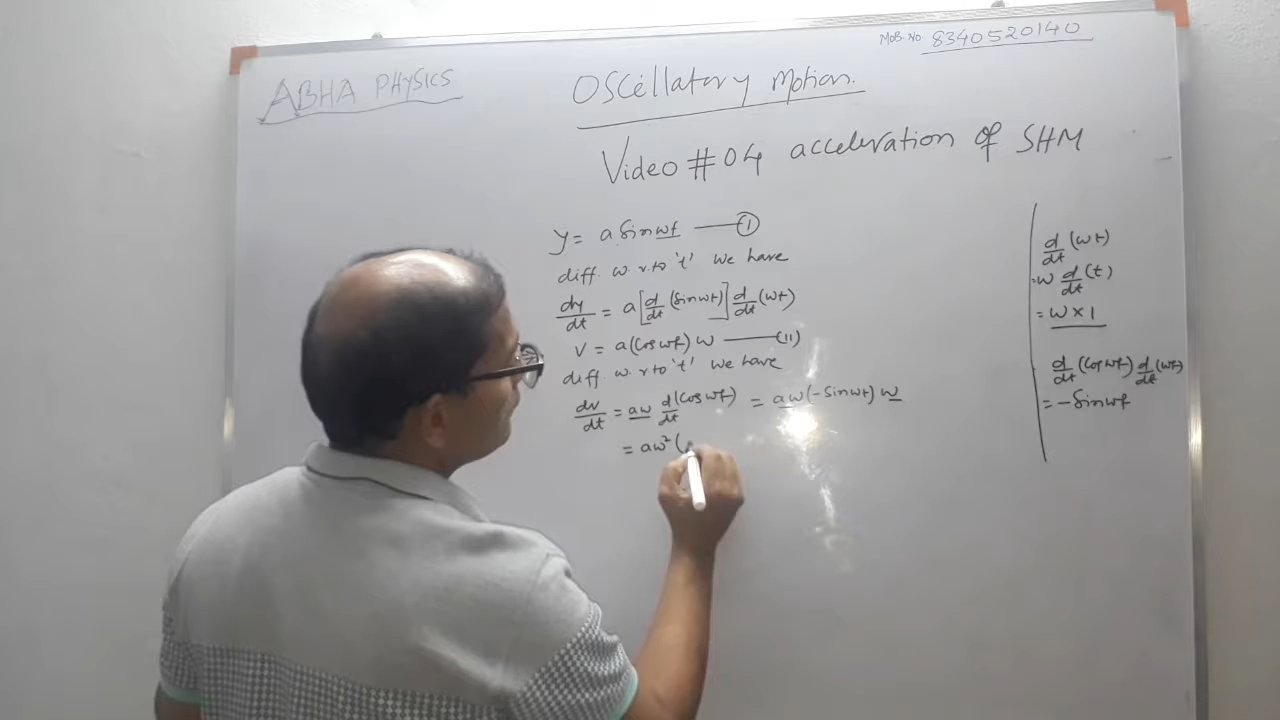 ABHA PHYSICS
MOB. NO 8340520140
Oscillatory Motion.
Video #04 acceleration of SHM
y = a sinωt —— (1)
diff w r to 't' we have
dy/dt = a[d/dt (sinωt)] d/dt (ωt)
v = a(cosωt) ω —— (11)
diff w r to 't' we have
dv/dt = aω d/dt (cosωt) = aω(-sinωt) ω
= aω² (
d/dt (ωt)
= ω d/dt (t)
= ω × 1
d/dt (cosωt) d/dt (ωt)
= -sinωt